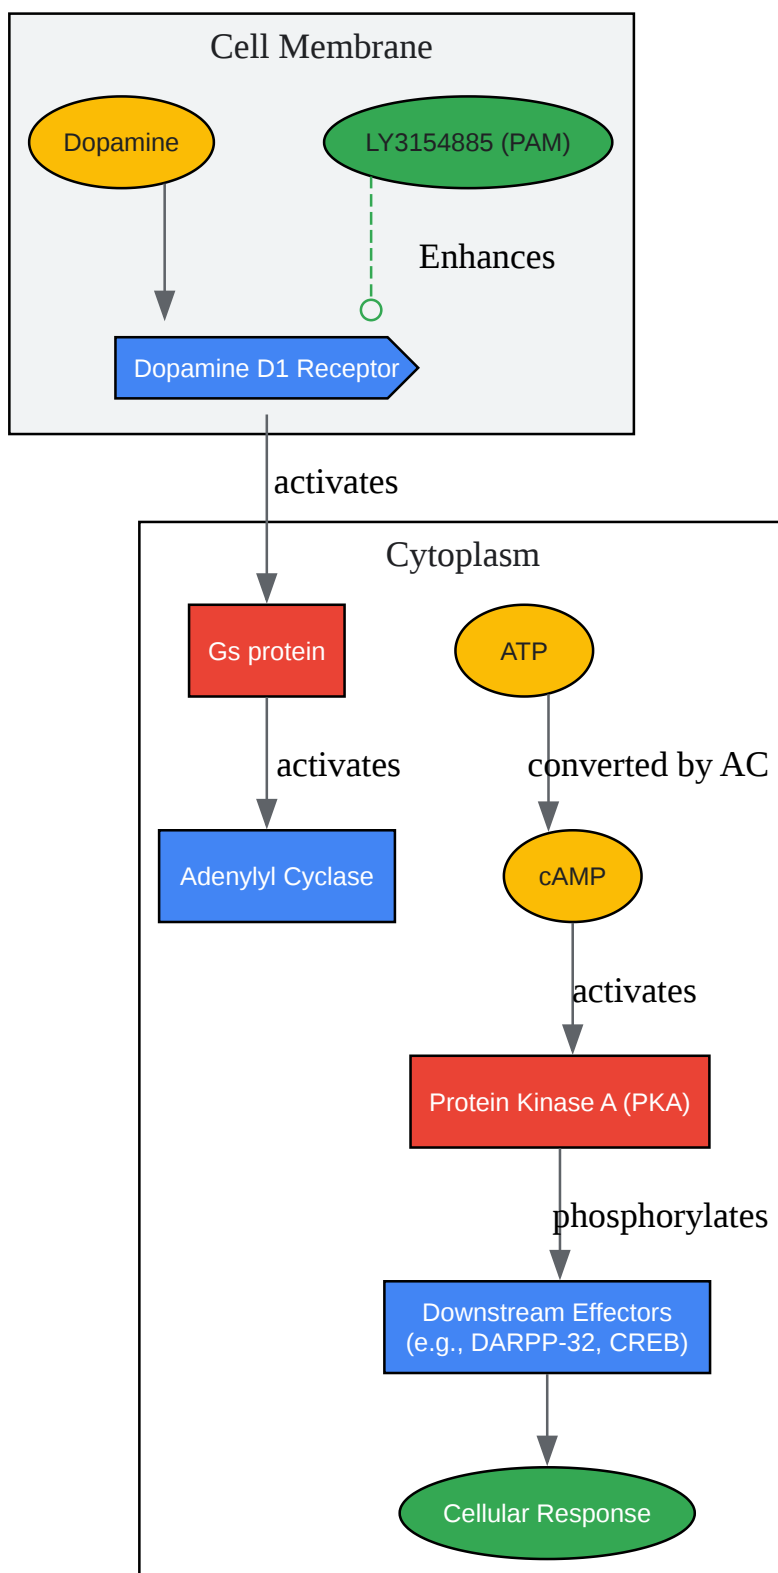 Cell Membrane
Dopamine
LY3154885 (PAM)
Enhances
Dopamine D1 Receptor
activates
Cytoplasm
Gs protein
ATP
activates
converted by AC
Adenylyl Cyclase
cAMP
activates
Protein Kinase A (PKA)
phosphorylates
Downstream Effectors
(e.g., DARPP-32, CREB)
Cellular Response